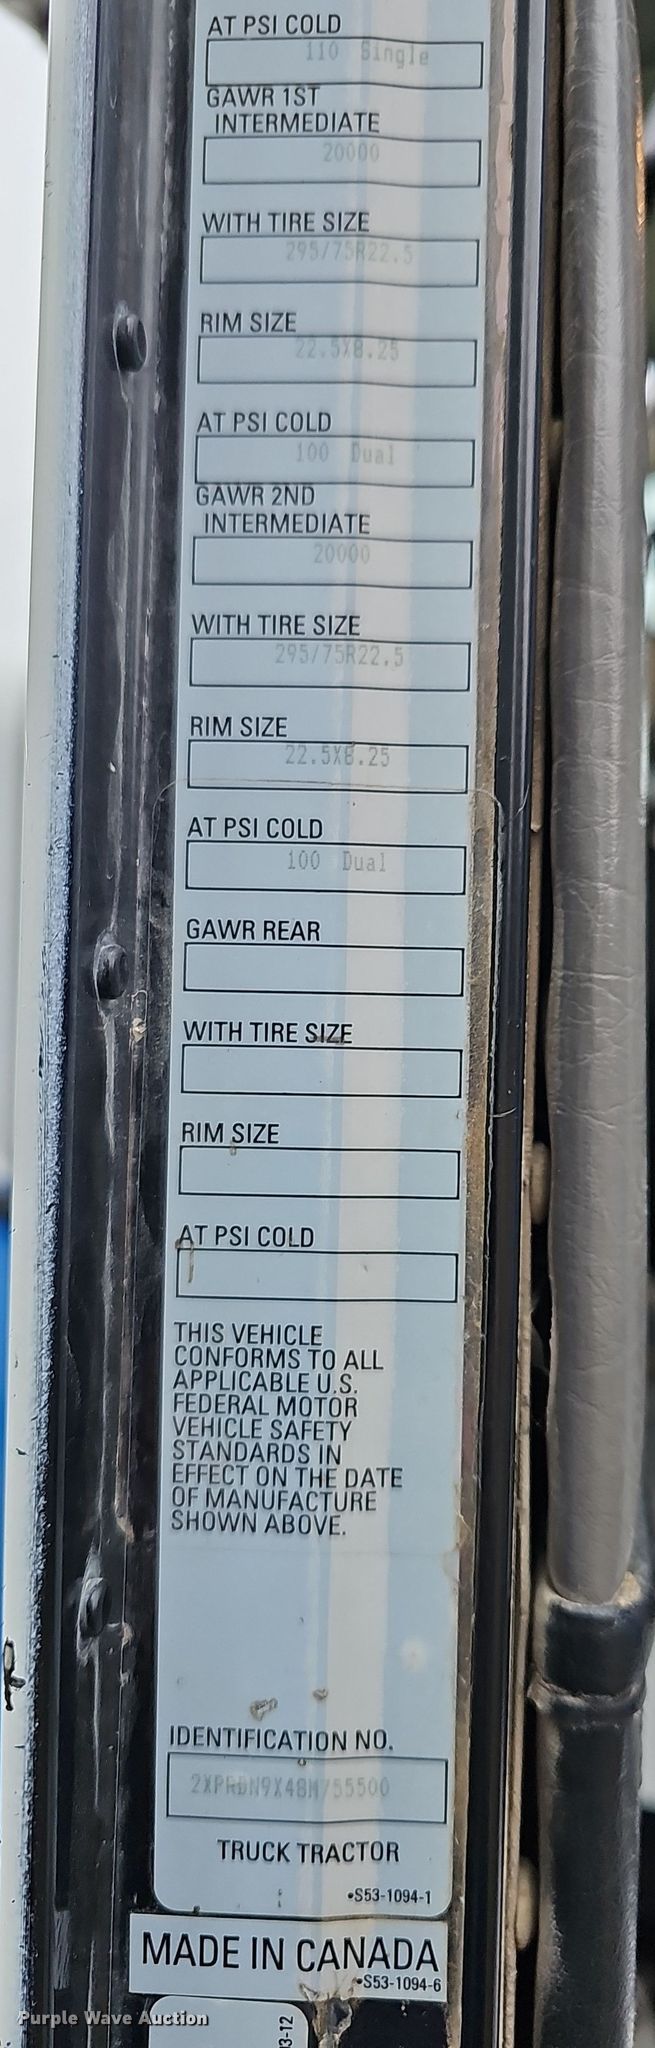 AT PSI COLD
110 Single
GAWR 1ST
INTERMEDIATE
20000
WITH TIRE SIZE
295/75R22.5
RIM SIZE
22.5X8.25
AT PSI COLD
100 Dual
GAWR 2ND
INTERMEDIATE
20000
WITH TIRE SIZE
295/75R22.5
RIM SIZE
22.5X8.25
AT PSI COLD
100 Dual
GAWR REAR
WITH TIRE SIZE
RIM SIZE
AT PSI COLD
THIS VEHICLE
CONFORMS TO ALL
APPLICABLE U.S.
FEDERAL MOTOR
VEHICLE SAFETY
STANDARDS IN
EFFECT ON THE DATE
OF MANUFACTURE
SHOWN ABOVE.
IDENTIFICATION NO.
TRUCK TRACTOR
•S53-1094-1
MADE IN CANADA
•S53-1094-6
Purple Wave Auction